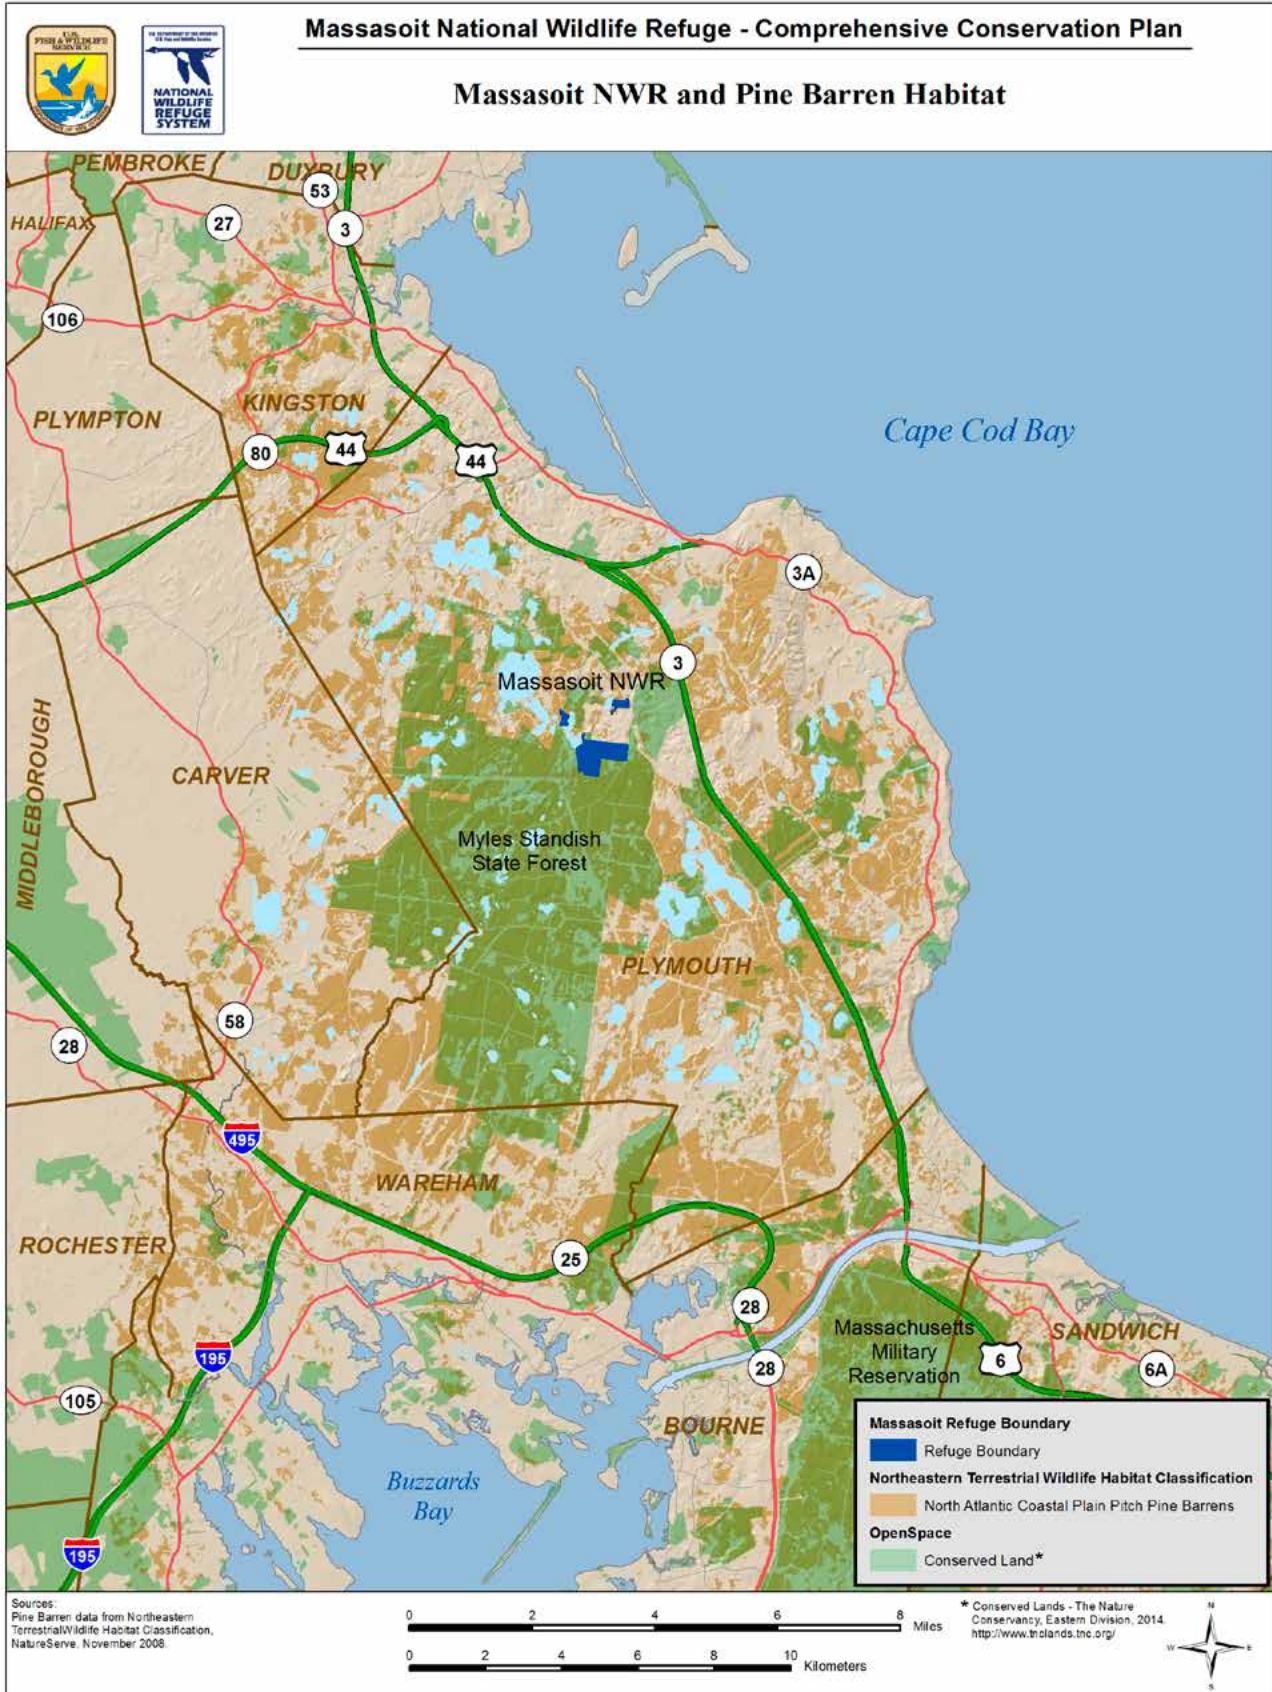 Massasoit National Wildlife Refuge - Comprehensive Conservation Plan
Massasoit NWR and Pine Barren Habitat
U.S.
FISH & WILDLIFE
SERVICE
NATIONAL
WILDLIFE
REFUGE
SYSTEM
PEMBROKE
DUXBURY
53
HALIFAX
27
3
106
PLYMPTON
KINGSTON
80
44
44
Cape Cod Bay
3A
3
Massasoit NWR
MIDDLEBOROUGH
CARVER
Myles Standish
State Forest
PLYMOUTH
58
28
495
WAREHAM
ROCHESTER
25
28
195
28
Massachusetts
Military
Reservation
6
SANDWICH
6A
105
BOURNE
Buzzards
Bay
195
Massasoit Refuge Boundary
Refuge Boundary
Northeastern Terrestrial Wildlife Habitat Classification
North Atlantic Coastal Plain Pitch Pine Barrens
OpenSpace
Conserved Land*
Sources:
Pine Barren data from Northeastern
TerrestrialWildlife Habitat Classification,
NatureServe, November 2008.
0 2 4 6 8 Miles
0 2 4 6 8 10 Kilometers
* Conserved Lands - The Nature
Conservancy, Eastern Division, 2014.
http://www.tnclands.tnc.org/
N
W E
S